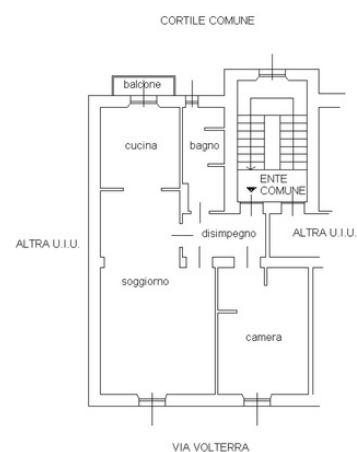 CORTILE COMUNE
balcone
cucina
bagno
ENTE
COMUNE
ALTRA U.I.U.
disimpegno
ALTRA U.I.U.
soggiorno
camera
VIA VOLTERRA